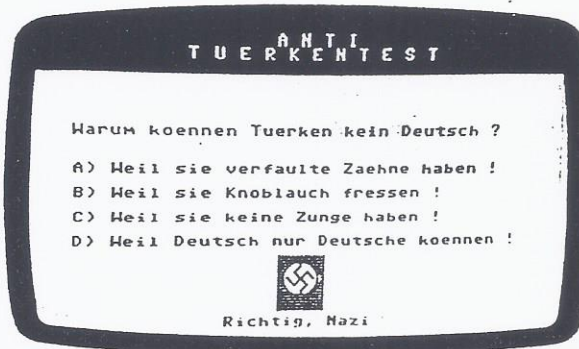 ANTI
TUERKENTEST
Warum koennen Tuerken kein Deutsch ?
A) Weil sie verfaulte Zaehne haben !
B) Weil sie Knoblauch fressen !
C) Weil sie keine Zunge haben !
D) Weil Deutsch nur Deutsche koennen !
Richtig, Nazi